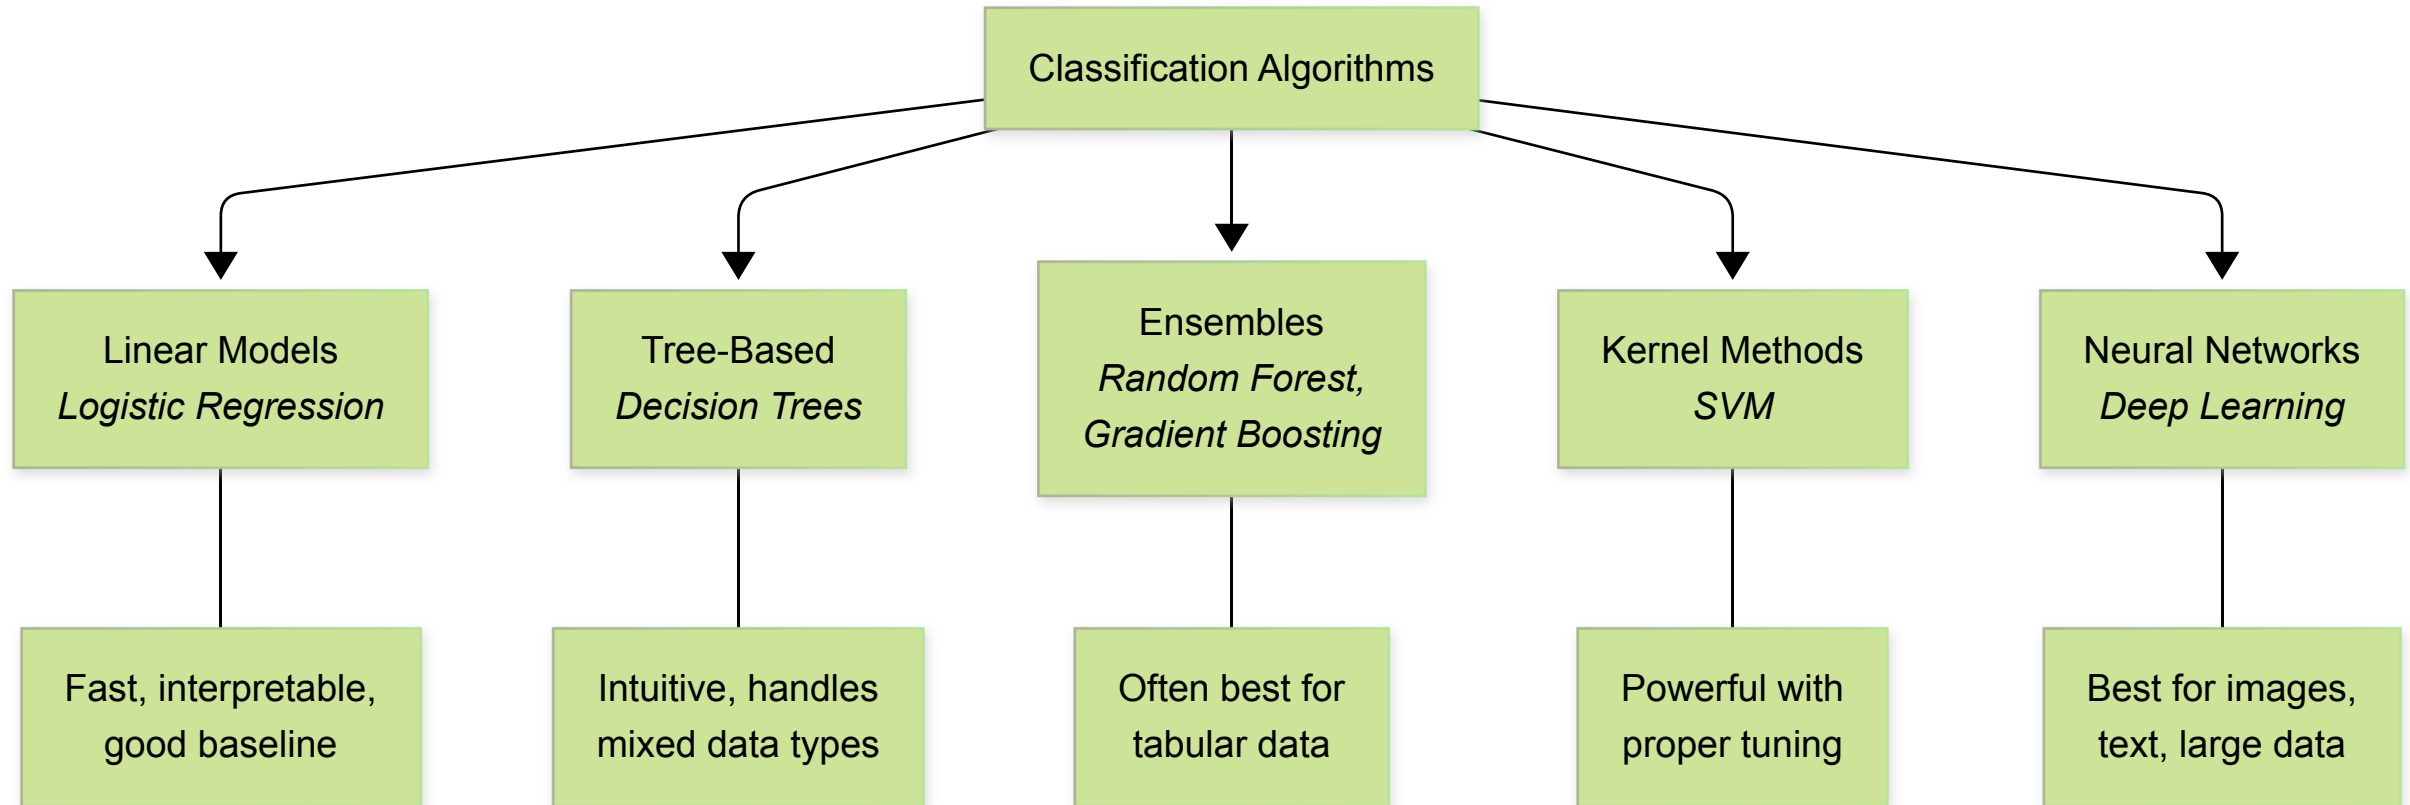 Classification Algorithms
Linear Models
Logistic Regression
Tree-Based
Decision Trees
Ensembles
Random Forest,
Gradient Boosting
Kernel Methods
SVM
Neural Networks
Deep Learning
Fast, interpretable,
good baseline
Intuitive, handles
mixed data types
Often best for
tabular data
Powerful with
proper tuning
Best for images,
text, large data